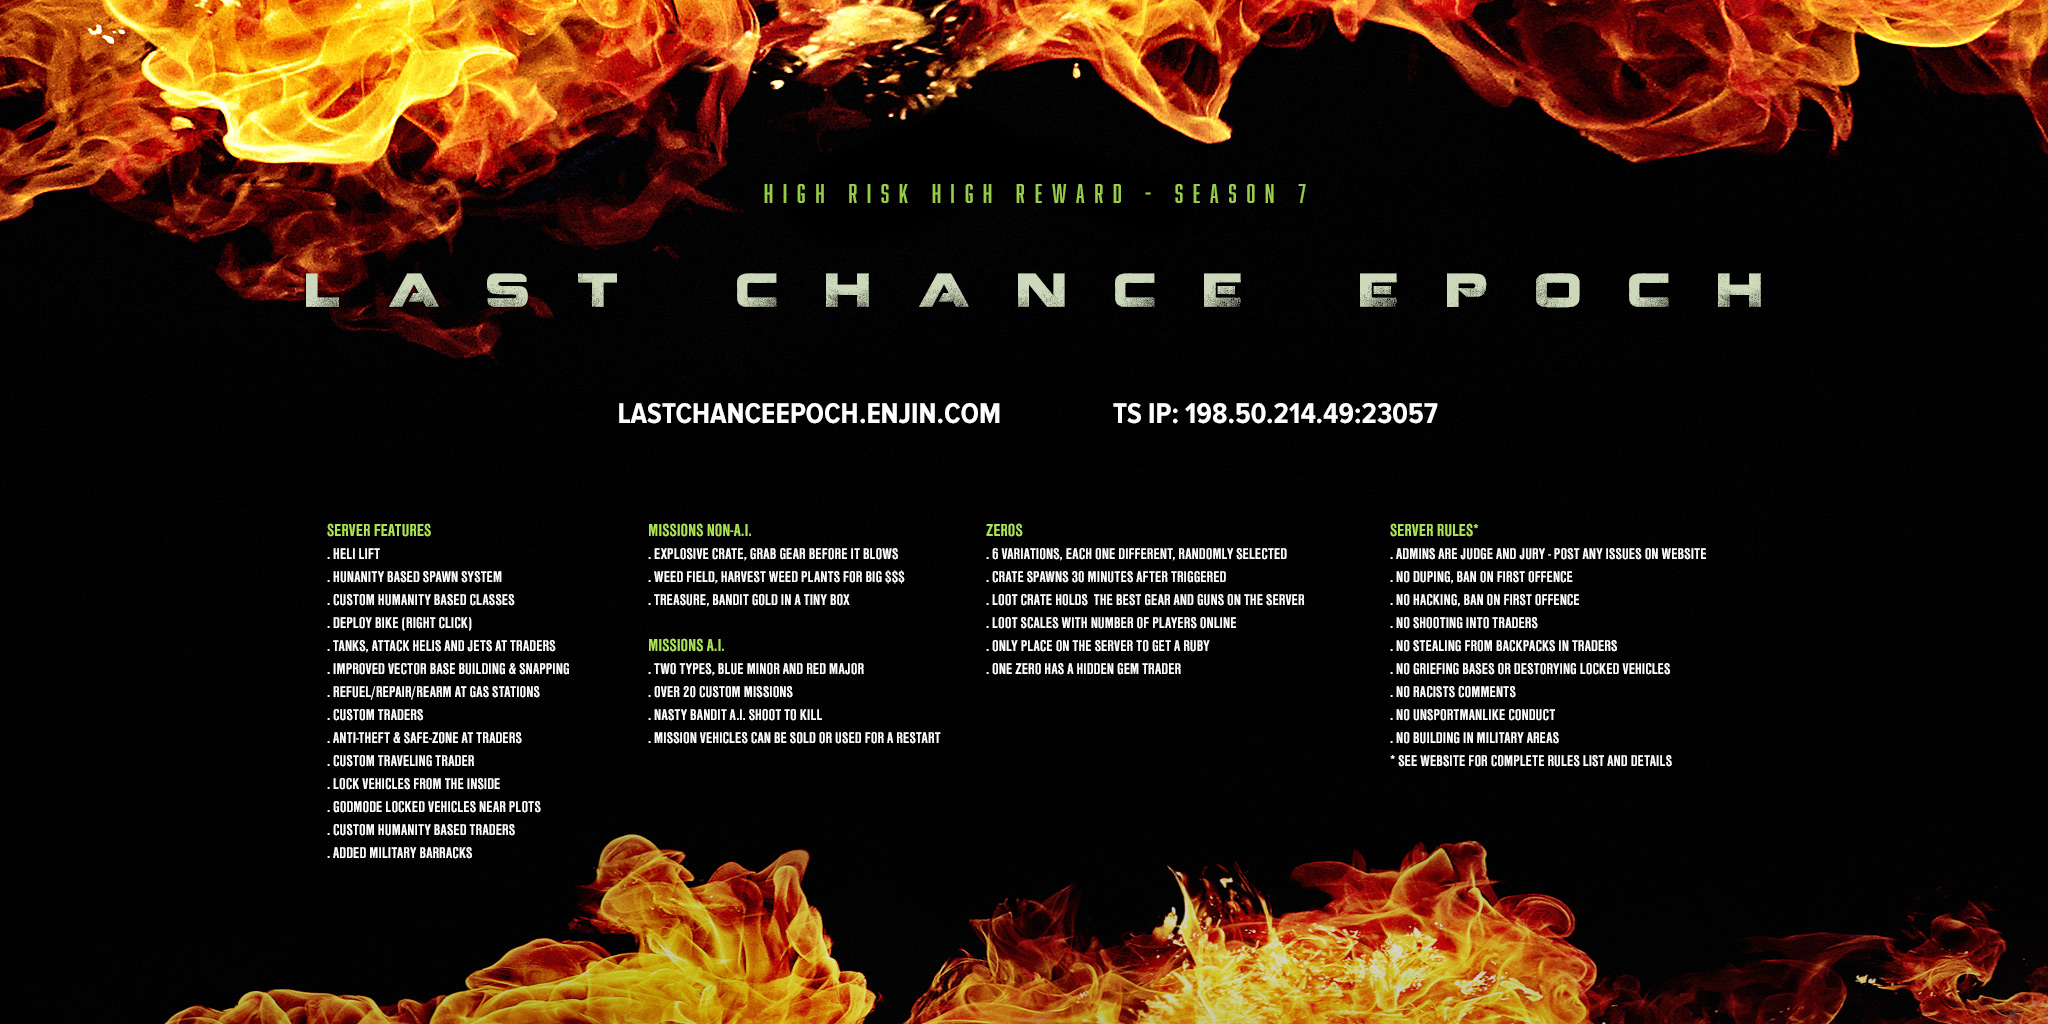 HIGH RISK HIGH REWARD - SEASON 7
LAST CHANCE EPOCH
LASTCHANCEEPOCH.ENJIN.COM
TS IP: 198.50.214.49:23057
SERVER FEATURES
. HELI LIFT
. HUNANITY BASED SPAWN SYSTEM
. CUSTOM HUMANITY BASED CLASSES
. DEPLOY BIKE (RIGHT CLICK)
. TANKS, ATTACK HELIS AND JETS AT TRADERS
. IMPROVED VECTOR BASE BUILDING & SNAPPING
. REFUEL/REPAIR/REARM AT GAS STATIONS
. CUSTOM TRADERS
. ANTI-THEFT & SAFE-ZONE AT TRADERS
. CUSTOM TRAVELING TRADER
. LOCK VEHICLES FROM THE INSIDE
. GODMODE LOCKED VEHICLES NEAR PLOTS
. CUSTOM HUMANITY BASED TRADERS
. ADDED MILITARY BARRACKS
MISSIONS NON-A.I.
. EXPLOSIVE CRATE, GRAB GEAR BEFORE IT BLOWS
. WEED FIELD, HARVEST WEED PLANTS FOR BIG $$$
. TREASURE, BANDIT GOLD IN A TINY BOX
MISSIONS A.I.
. TWO TYPES, BLUE MINOR AND RED MAJOR
. OVER 20 CUSTOM MISSIONS
. NASTY BANDIT A.I. SHOOT TO KILL
. MISSION VEHICLES CAN BE SOLD OR USED FOR A RESTART
ZEROS
. 6 VARIATIONS, EACH ONE DIFFERENT, RANDOMLY SELECTED
. CRATE SPAWNS 30 MINUTES AFTER TRIGGERED
. LOOT CRATE HOLDS THE BEST GEAR AND GUNS ON THE SERVER
. LOOT SCALES WITH NUMBER OF PLAYERS ONLINE
. ONLY PLACE ON THE SERVER TO GET A RUBY
. ONE ZERO HAS A HIDDEN GEM TRADER
SERVER RULES*
. ADMINS ARE JUDGE AND JURY - POST ANY ISSUES ON WEBSITE
. NO DUPING, BAN ON FIRST OFFENCE
. NO HACKING, BAN ON FIRST OFFENCE
. NO SHOOTING INTO TRADERS
. NO STEALING FROM BACKPACKS IN TRADERS
. NO GRIEFING BASES OR DESTORYING LOCKED VEHICLES
. NO RACISTS COMMENTS
. NO UNSPORTMANLIKE CONDUCT
. NO BUILDING IN MILITARY AREAS
* SEE WEBSITE FOR COMPLETE RULES LIST AND DETAILS